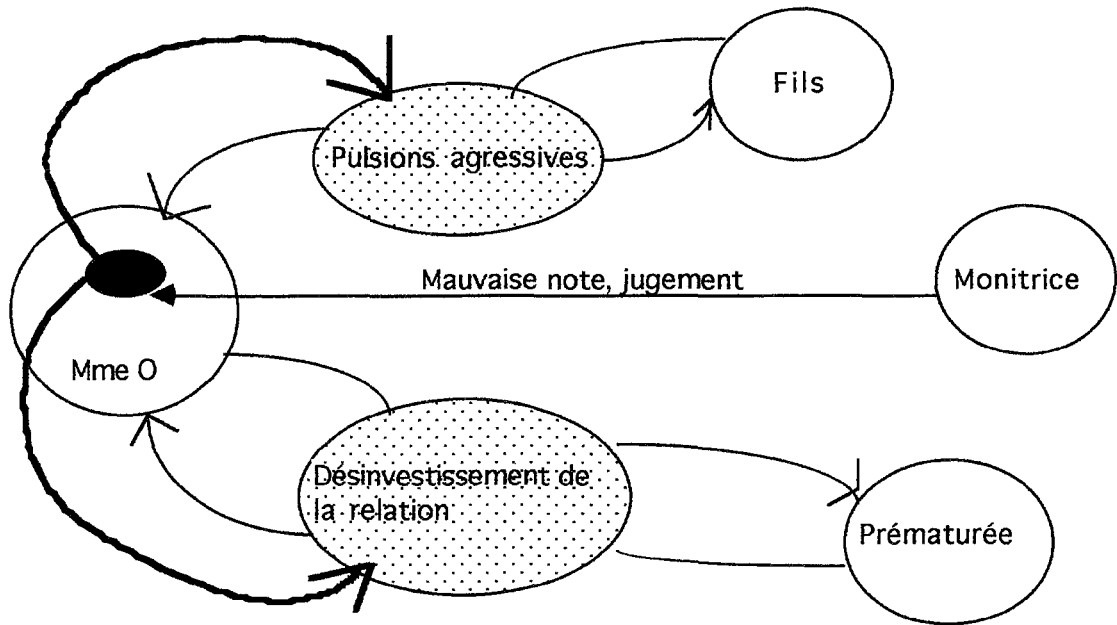 Fils
Pulsions agressives
Mauvaise note, jugement
Monitrice
Mme O
Désinvestissement de
la relation
Prématurée